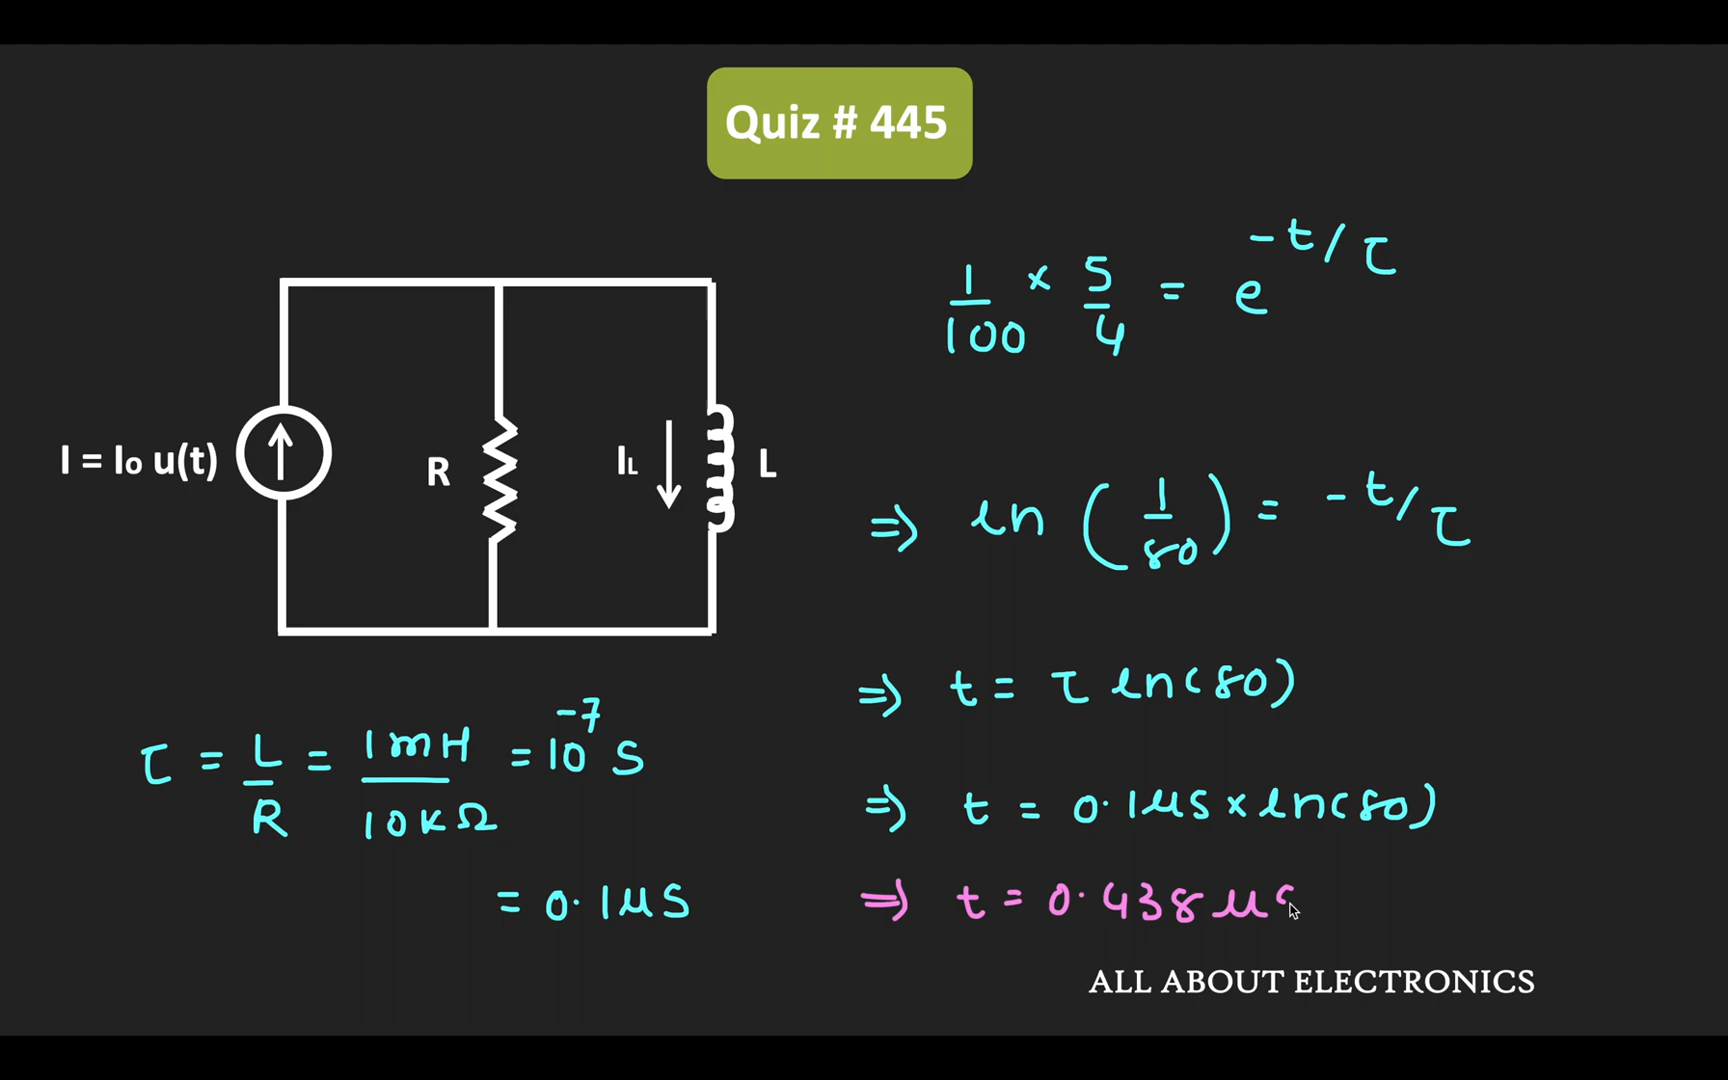 Quiz # 445
1/100 × 5/4 = e^(-t/τ)
I = I₀ u(t)
R
I_L
L
⇒ ln (1/80) = -t/τ
⇒ t = τ ln(80)
τ = L/R = 1mH/10kΩ = 10^-7 S
⇒ t = 0.1μs × ln(80)
= 0.1μS
⇒ t = 0.438μs
ALL ABOUT ELECTRONICS